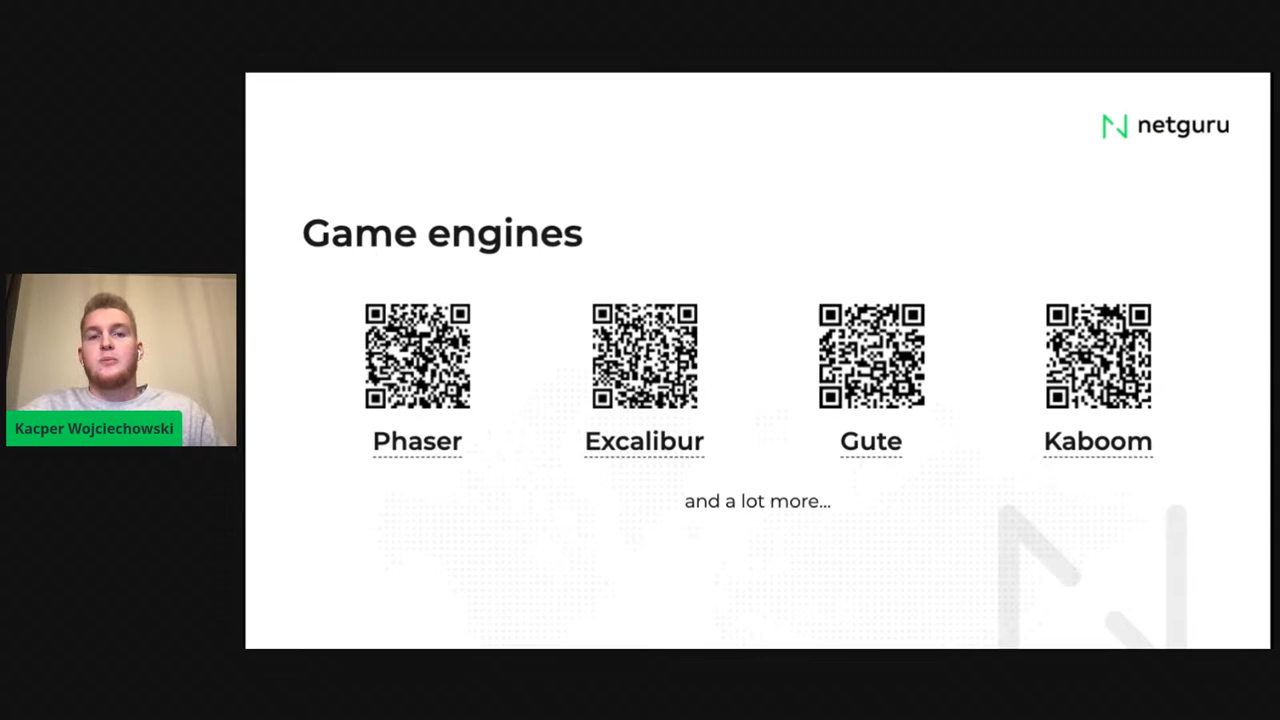 netguru
Game engines
Phaser
Excalibur
Gute
Kaboom
and a lot more...
Kacper Wojciechowski